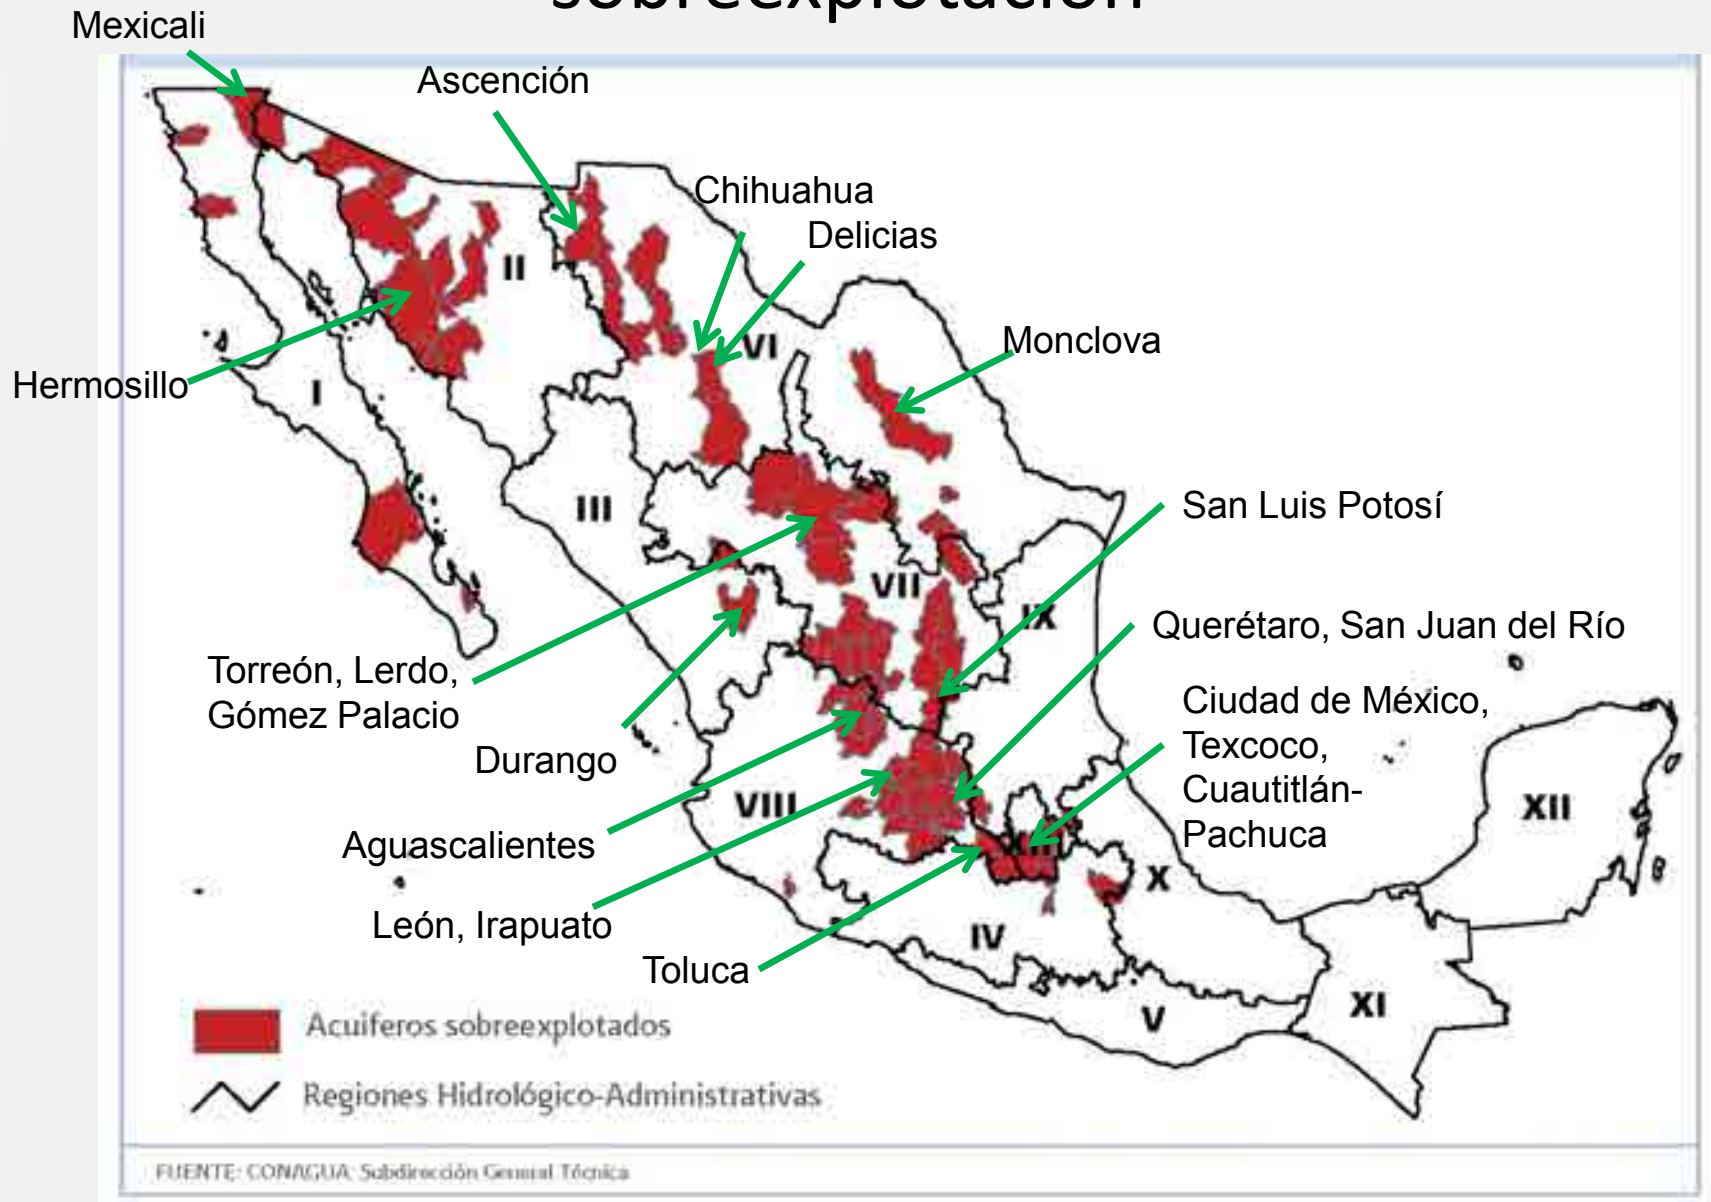 sobreexplotación
Mexicali
Ascención
Chihuahua
Delicias
Monclova
Hermosillo
San Luis Potosí
Querétaro, San Juan del Río
Torreón, Lerdo,
Gómez Palacio
Ciudad de México,
Texcoco,
Cuautitlán-
Pachuca
Durango
Aguascalientes
León, Irapuato
Toluca
I
II
III
IV
V
VI
VII
VIII
IX
X
XI
XII
Acuíferos sobreexplotados
Regiones Hidrológico-Administrativas
FUENTE: CONAGUA. Subdirección General Técnica